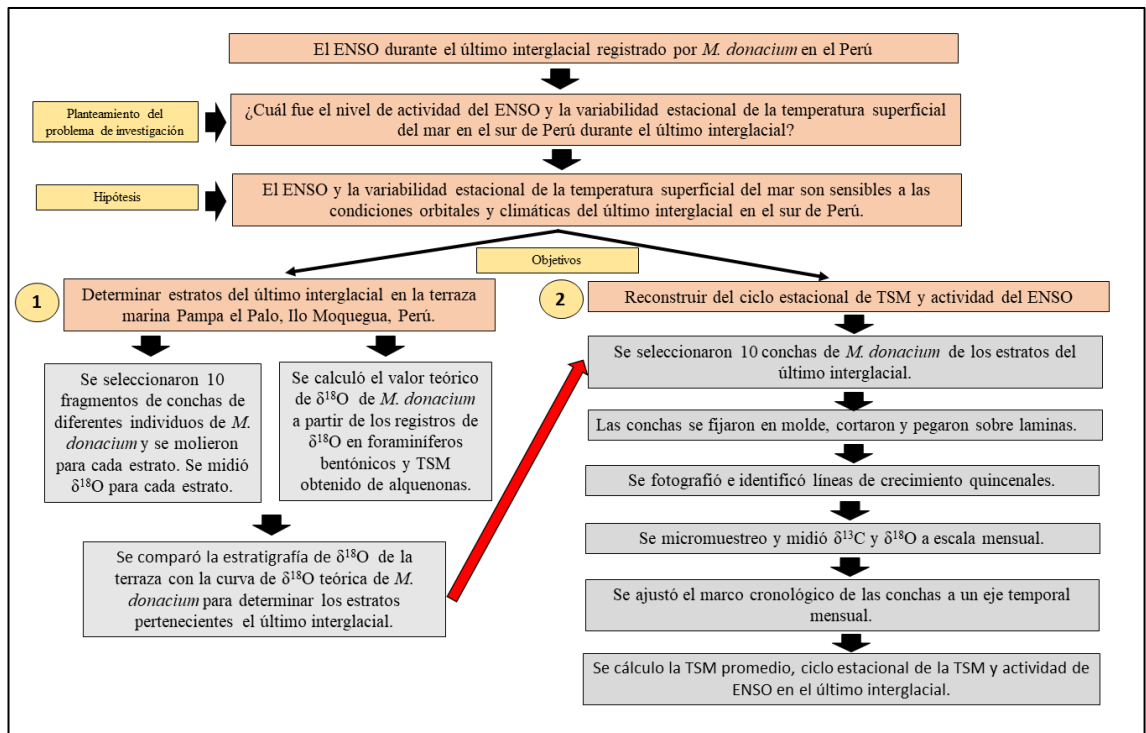 El ENSO durante el último interglacial registrado por M. donacium en el Perú
Planteamiento del
problema de investigación
¿Cuál fue el nivel de actividad del ENSO y la variabilidad estacional de la temperatura superficial
del mar en el sur de Perú durante el último interglacial?
Hipótesis
El ENSO y la variabilidad estacional de la temperatura superficial del mar son sensibles a las
condiciones orbitales y climáticas del último interglacial en el sur de Perú.
Objetivos
1
Determinar estratos del último interglacial en la terraza
marina Pampa el Palo, Ilo Moquegua, Perú.
Se seleccionaron 10
fragmentos de conchas de
diferentes individuos de M.
donacium y se molieron
para cada estrato. Se midió
δ18O para cada estrato.
Se calculó el valor teórico
de δ18O de M. donacium
a partir de los registros de
δ18O en foraminíferos
bentónicos y TSM
obtenido de alquenonas.
Se comparó la estratigrafía de δ18O de la
terraza con la curva de δ18O teórica de M.
donacium para determinar los estratos
pertenecientes el último interglacial.
2
Reconstruir del ciclo estacional de TSM y actividad del ENSO
Se seleccionaron 10 conchas de M. donacium de los estratos del
último interglacial.
Las conchas se fijaron en molde, cortaron y pegaron sobre laminas.
Se fotografió e identificó líneas de crecimiento quincenales.
Se micromuestreo y midió δ13C y δ18O a escala mensual.
Se ajustó el marco cronológico de las conchas a un eje temporal
mensual.
Se cálculo la TSM promedio, ciclo estacional de la TSM y actividad de
ENSO en el último interglacial.